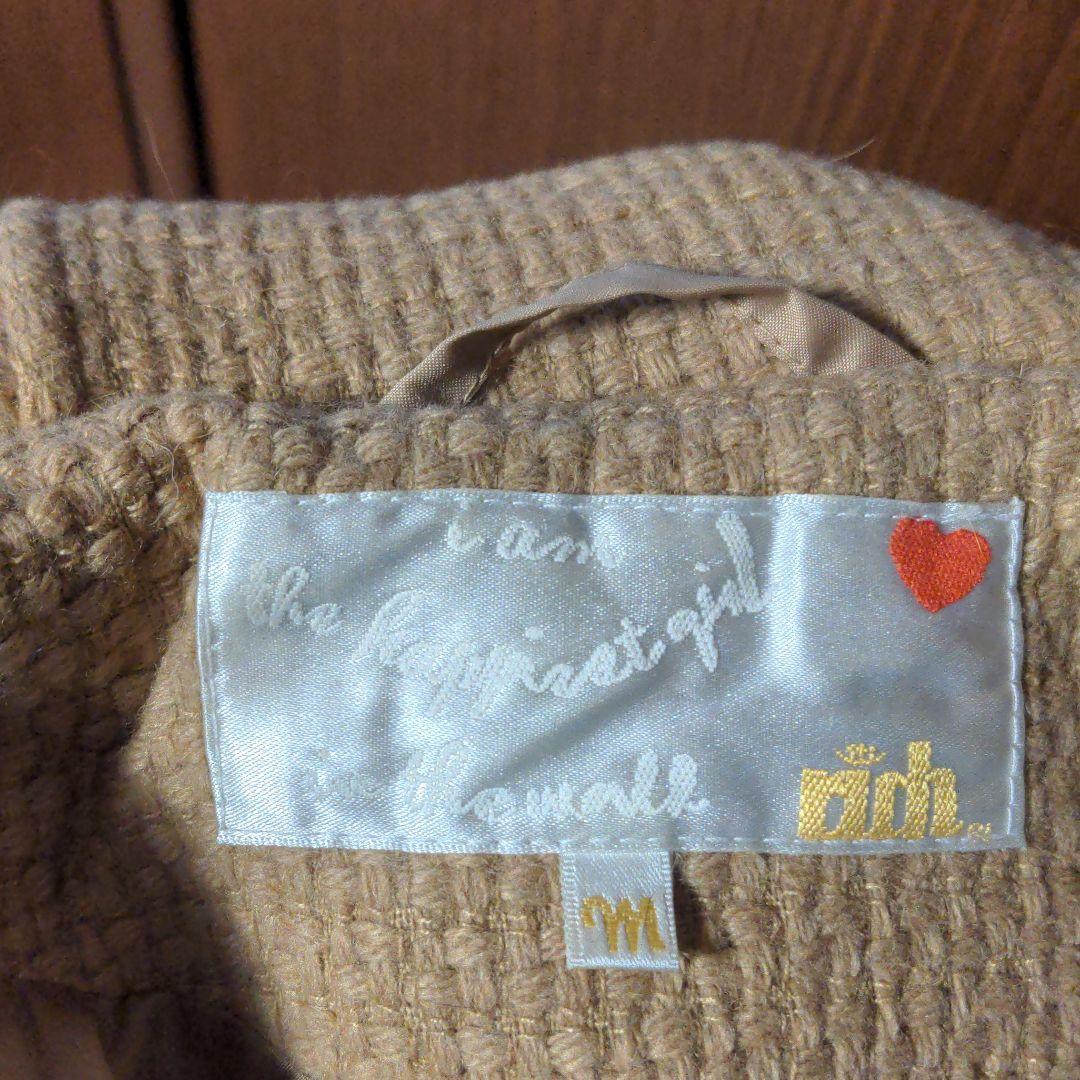 i am
the happiest girl
in the world
rich
M